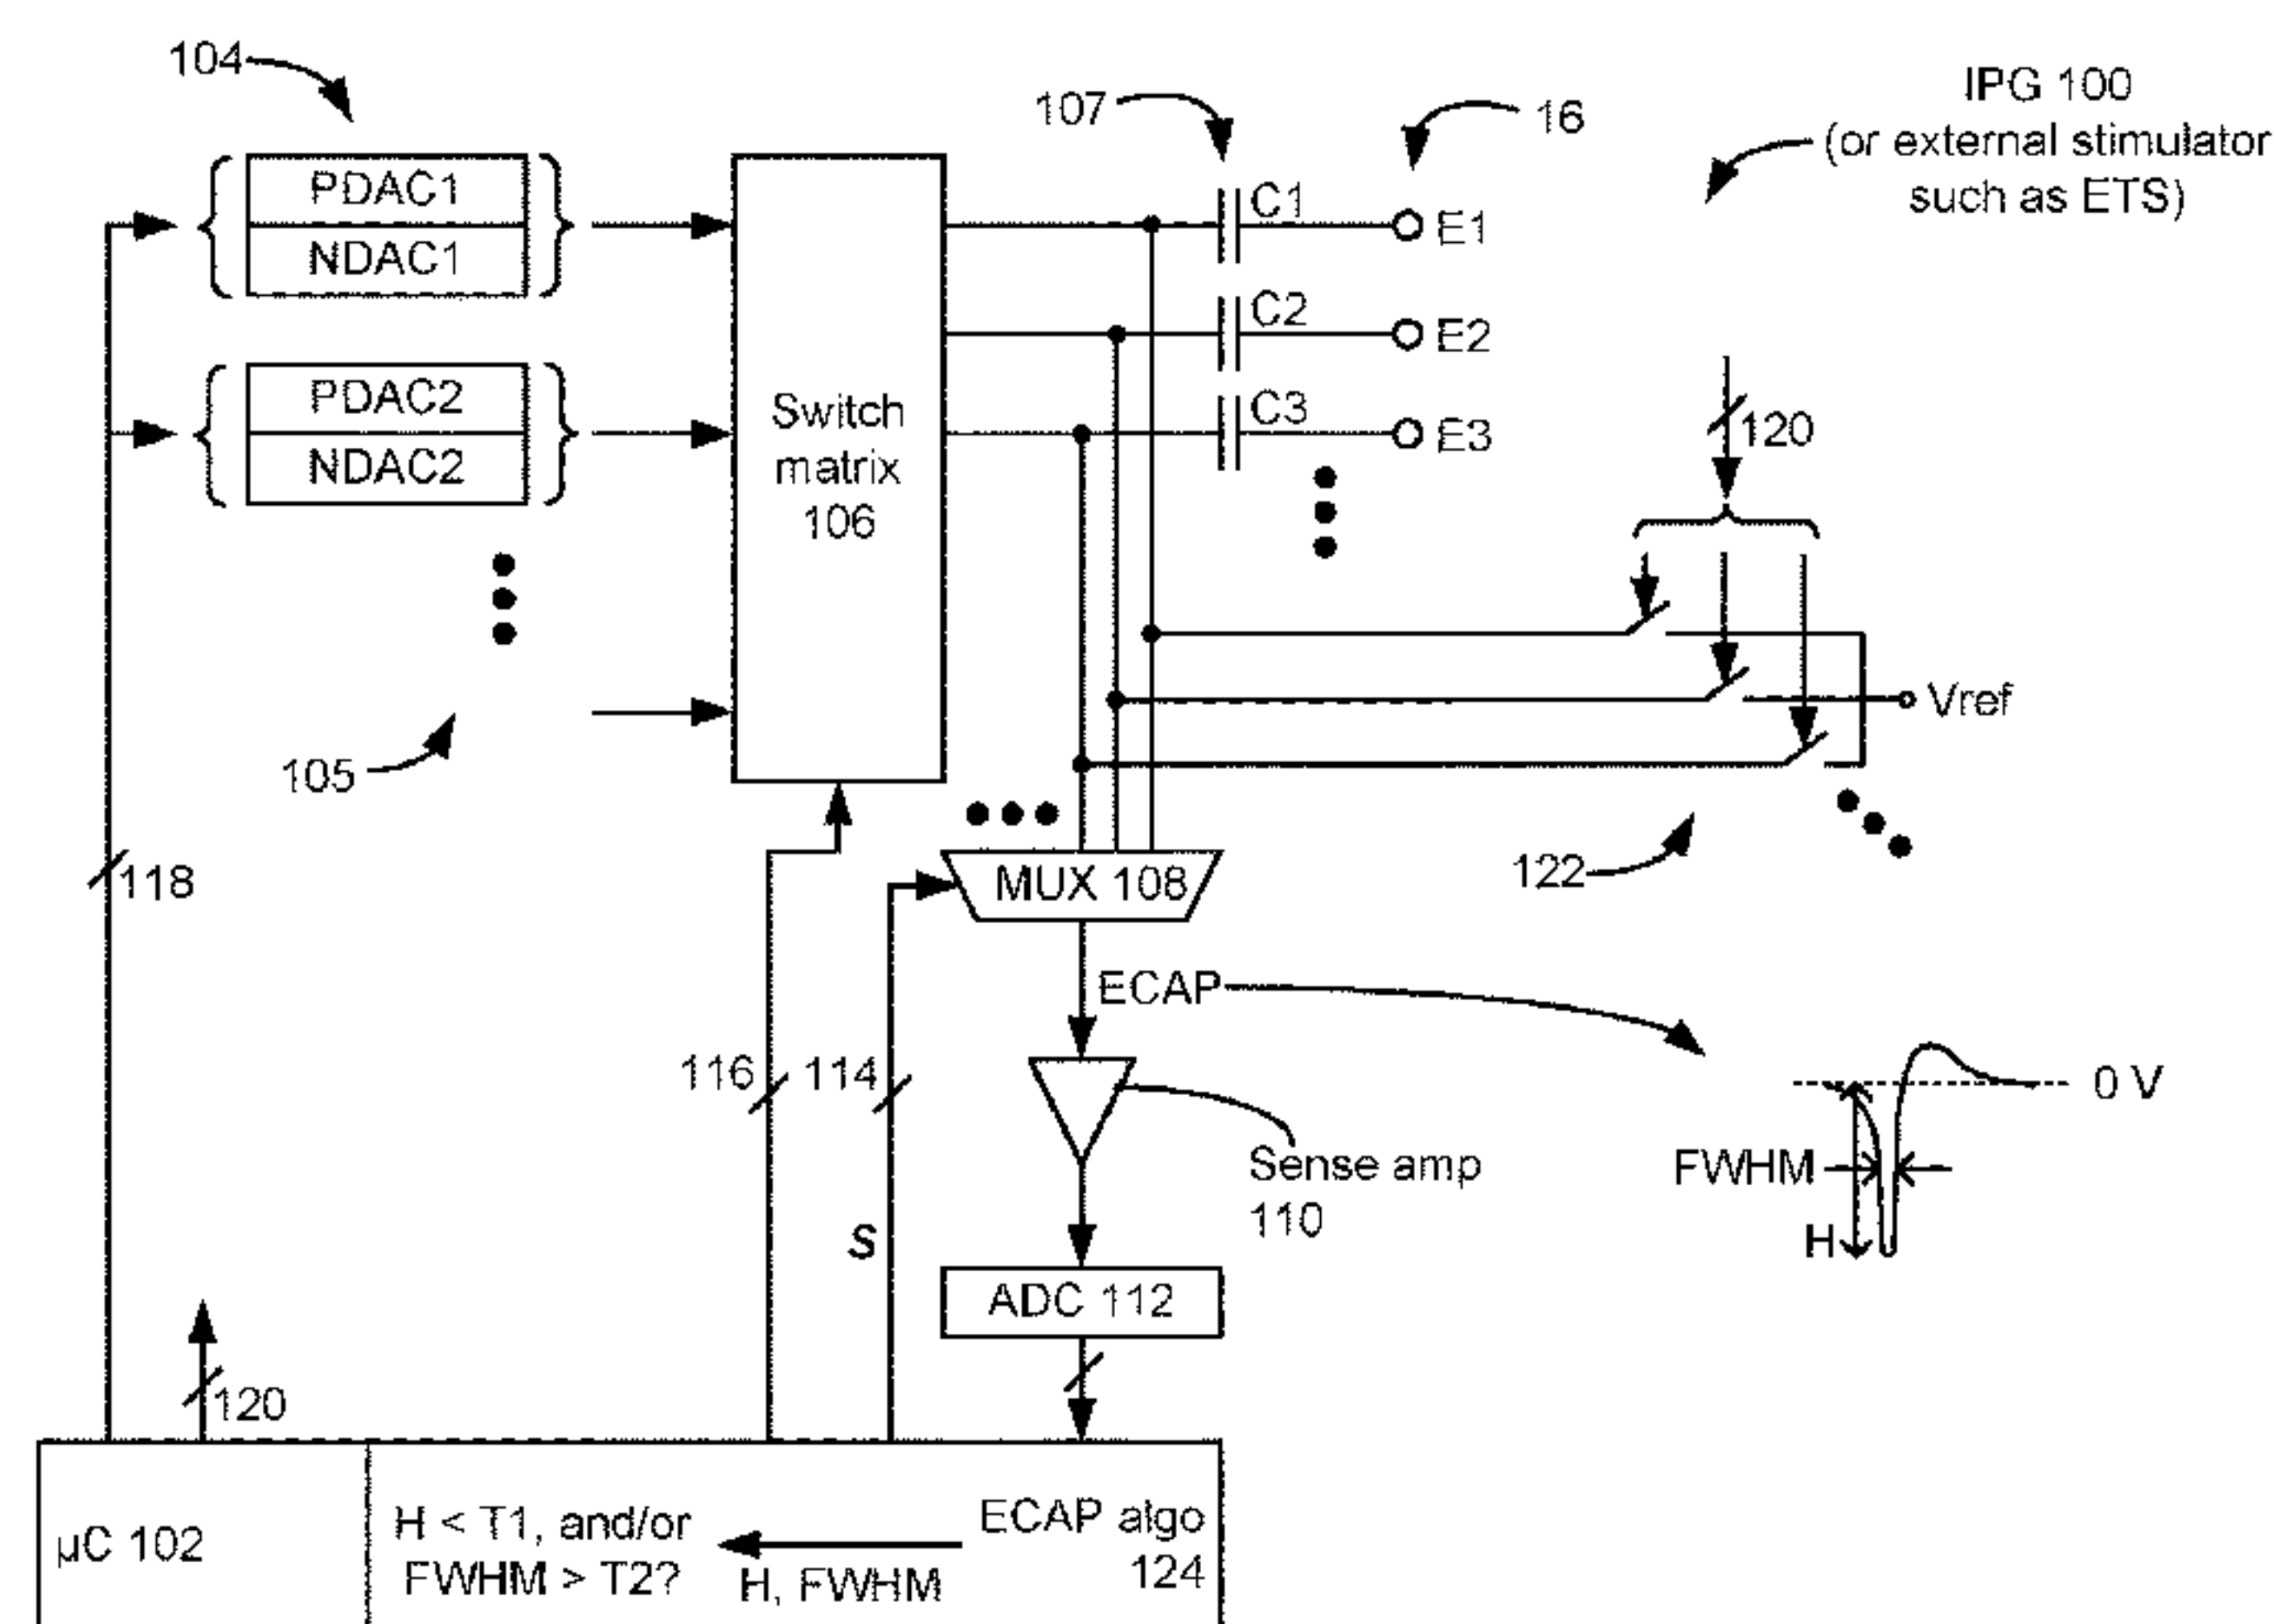 104
107
16
IPG 100
(or external stimulator
such as ETS)
PDAC1
NDAC1
C1
E1
C2
E2
PDAC2
NDAC2
C3
E3
120
Switch
matrix
106
Vref
105
122
118
MUX 108
ECAP
116
114
0 V
FWHM
Sense amp
110
S
H
ADC 112
120
µC 102
H < T1, and/or
FWHM > T2?
H, FWHM
ECAP algo
124